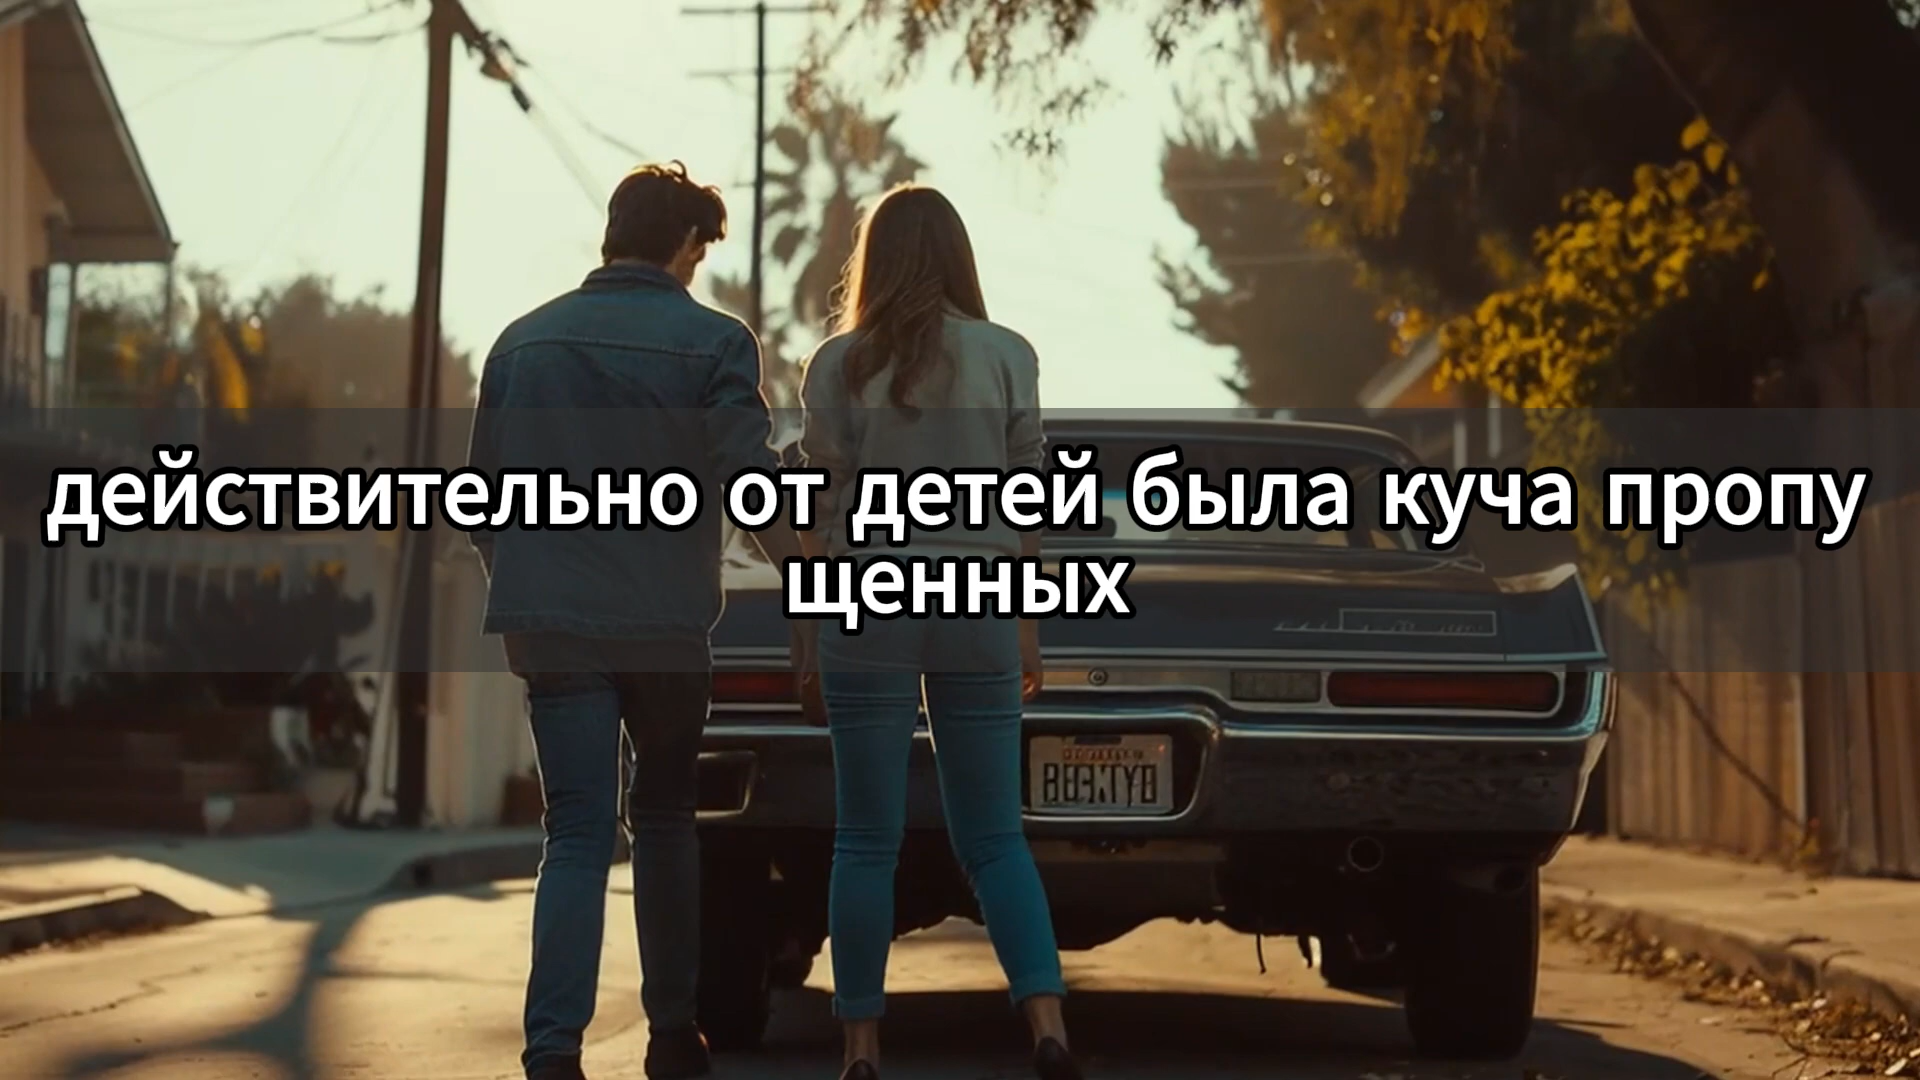 действительно от детей была куча пропу
щенных